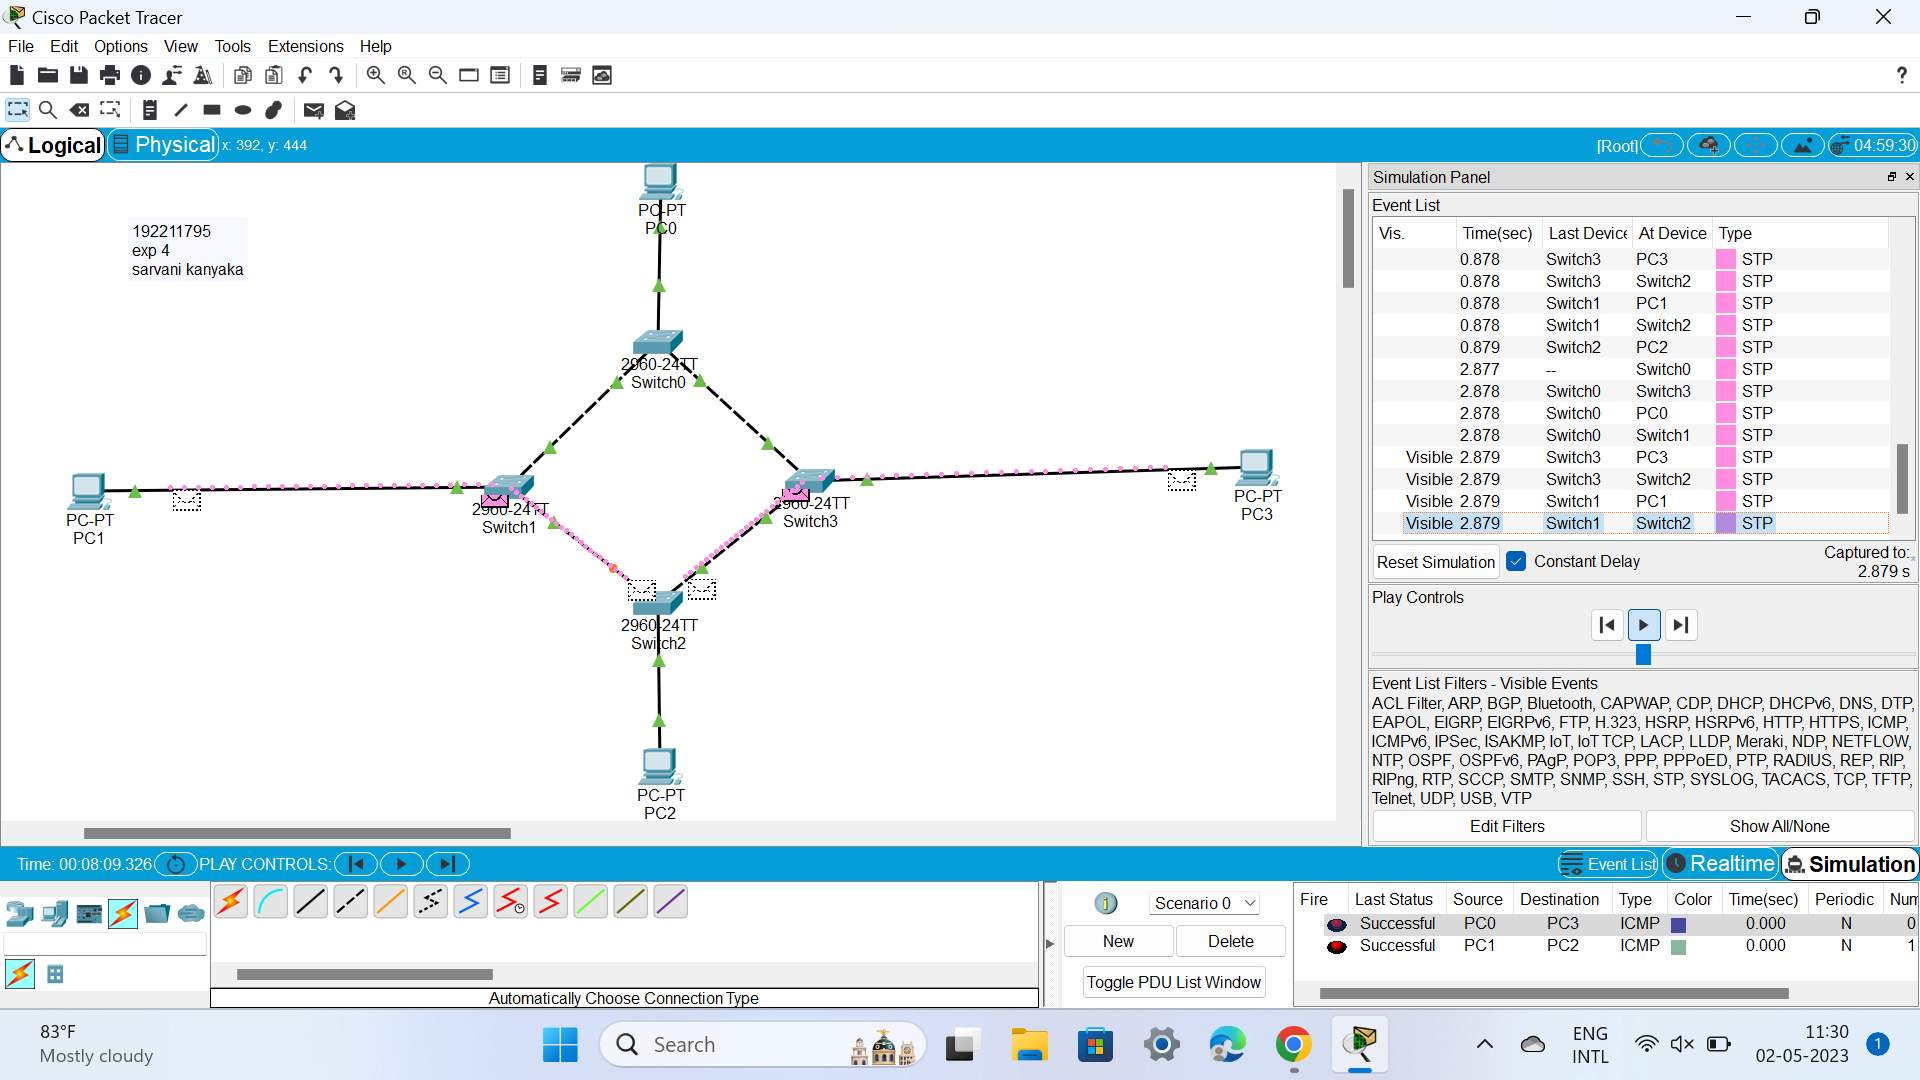 Cisco Packet Tracer
File Edit Options View Tools Extensions Help
?
Logical Physical x: 392, y: 444 [Root] 04:59:30
192211795
exp 4
sarvani kanyaka
PC-PT
PC0
2960-24TT
Switch0
PC-PT
PC1
2960-24TT
Switch1
2960-24TT
Switch3
PC-PT
PC3
2960-24TT
Switch2
PC-PT
PC2
Simulation Panel
Event List
Vis. Time(sec) Last Device At Device Type
0.878 Switch3 PC3 STP
0.878 Switch3 Switch2 STP
0.878 Switch1 PC1 STP
0.878 Switch1 Switch2 STP
0.879 Switch2 PC2 STP
2.877 -- Switch0 STP
2.878 Switch0 Switch3 STP
2.878 Switch0 PC0 STP
2.878 Switch0 Switch1 STP
Visible 2.879 Switch3 PC3 STP
Visible 2.879 Switch3 Switch2 STP
Visible 2.879 Switch1 PC1 STP
Visible 2.879 Switch1 Switch2 STP
Reset Simulation Constant Delay Captured to:
2.879 s
Play Controls
Event List Filters - Visible Events
ACL Filter, ARP, BGP, Bluetooth, CAPWAP, CDP, DHCP, DHCPv6, DNS, DTP,
EAPOL, EIGRP, EIGRPv6, FTP, H.323, HSRP, HSRPv6, HTTP, HTTPS, ICMP,
ICMPv6, IPSec, ISAKMP, IoT, IoT TCP, LACP, LLDP, Meraki, NDP, NETFLOW,
NTP, OSPF, OSPFv6, PAgP, POP3, PPP, PPPoED, PTP, RADIUS, REP, RIP,
RIPng, RTP, SCCP, SMTP, SNMP, SSH, STP, SYSLOG, TACACS, TCP, TFTP,
Telnet, UDP, USB, VTP
Edit Filters Show All/None
Time: 00:08:09.326 PLAY CONTROLS: Event List Realtime Simulation
Scenario 0
New Delete
Toggle PDU List Window
Automatically Choose Connection Type
Fire Last Status Source Destination Type Color Time(sec) Periodic Num
Successful PC0 PC3 ICMP 0.000 N 0
Successful PC1 PC2 ICMP 0.000 N 1
83°F
Mostly cloudy
Search
ENG
INTL
11:30
02-05-2023
1